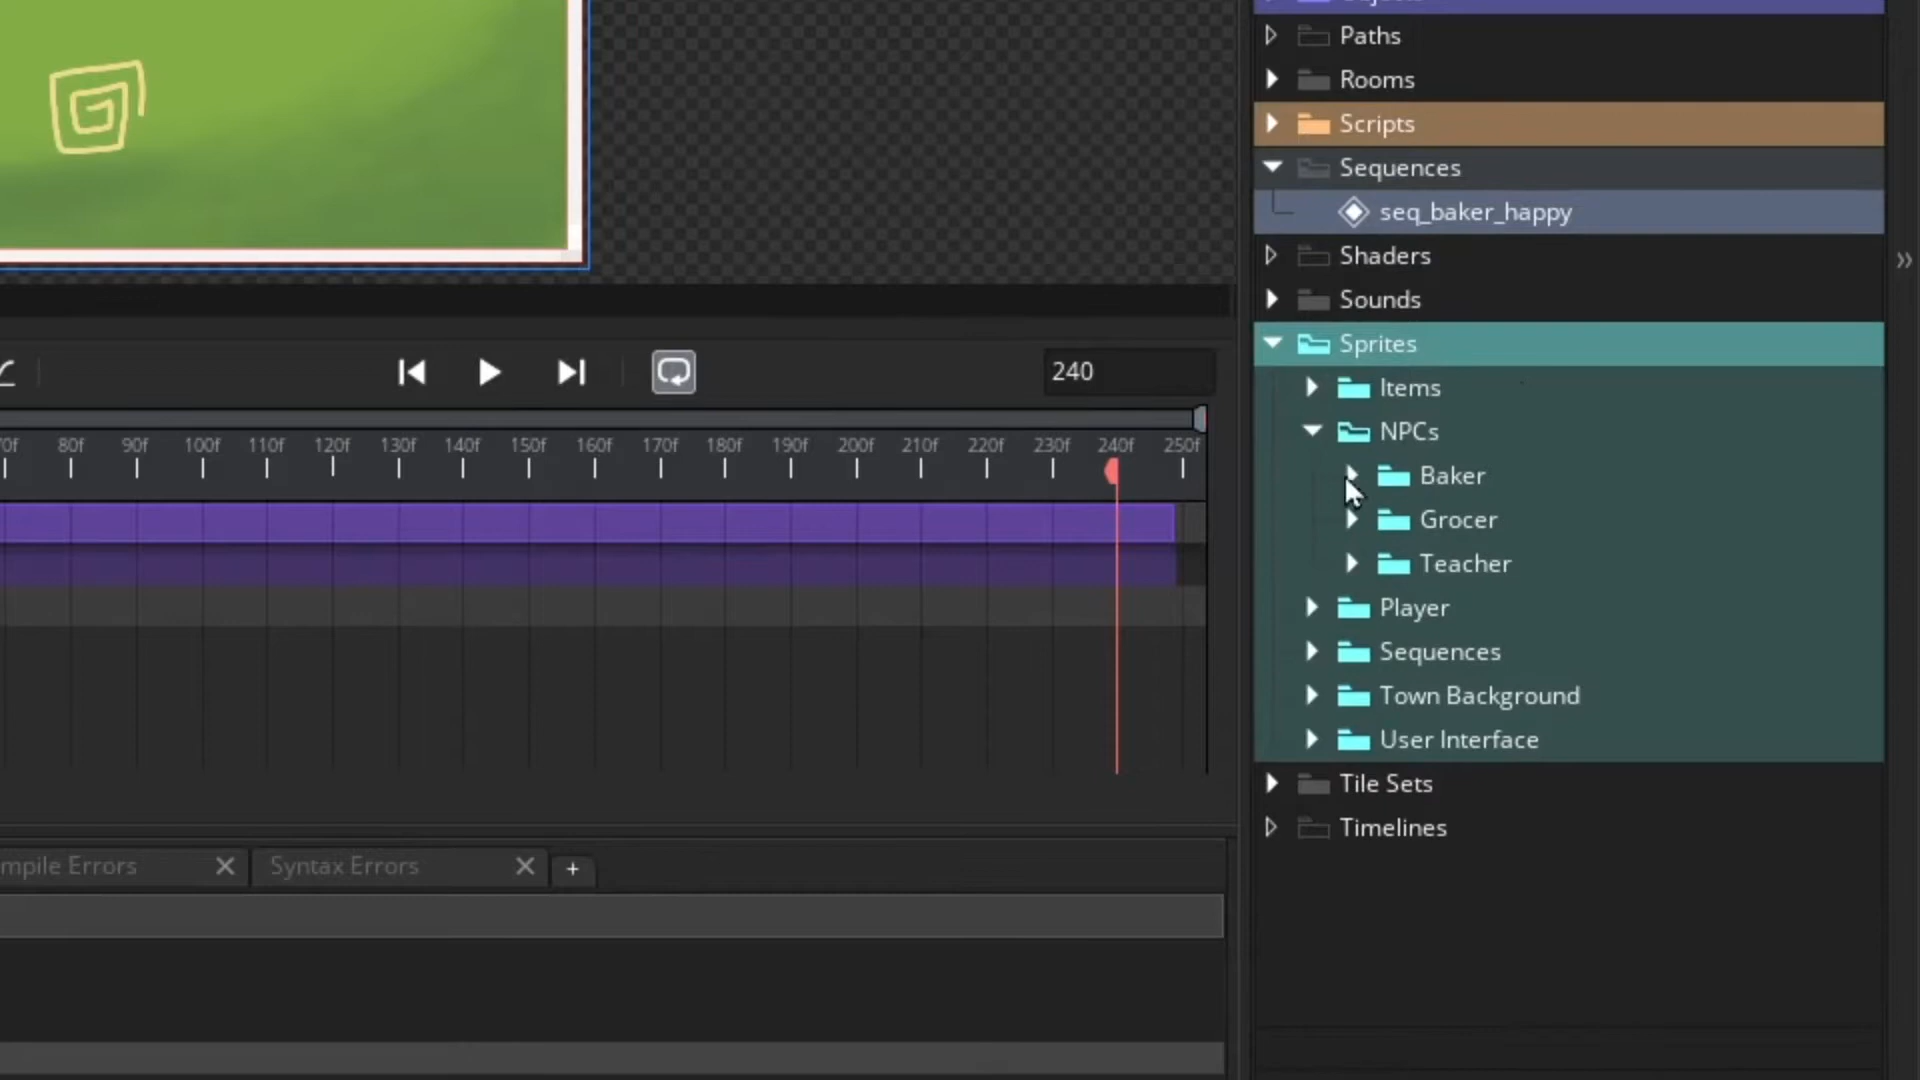 Paths
Rooms
Scripts
Sequences
seq_baker_happy
Shaders
Sounds
Sprites
Items
NPCs
Baker
Grocer
Teacher
Player
Sequences
Town Background
User Interface
Tile Sets
Timelines
240
80f 90f 100f 110f 120f 130f 140f 150f 160f 170f 180f 190f 200f 210f 220f 230f 240f 250f
mpile Errors
Syntax Errors